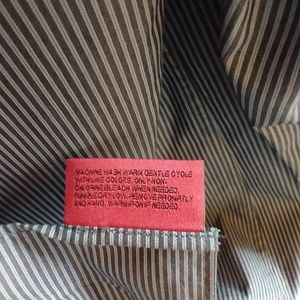 MACHINE WASH WARM GENTLE CYCLE
WITH LIKE COLORS. ONLY NON
CHLORINE BLEACH WHEN NEEDED.
TUMBLE DRY LOW. REMOVE PROMPTLY
AND HANG. WARM IRON IF NEEDED.